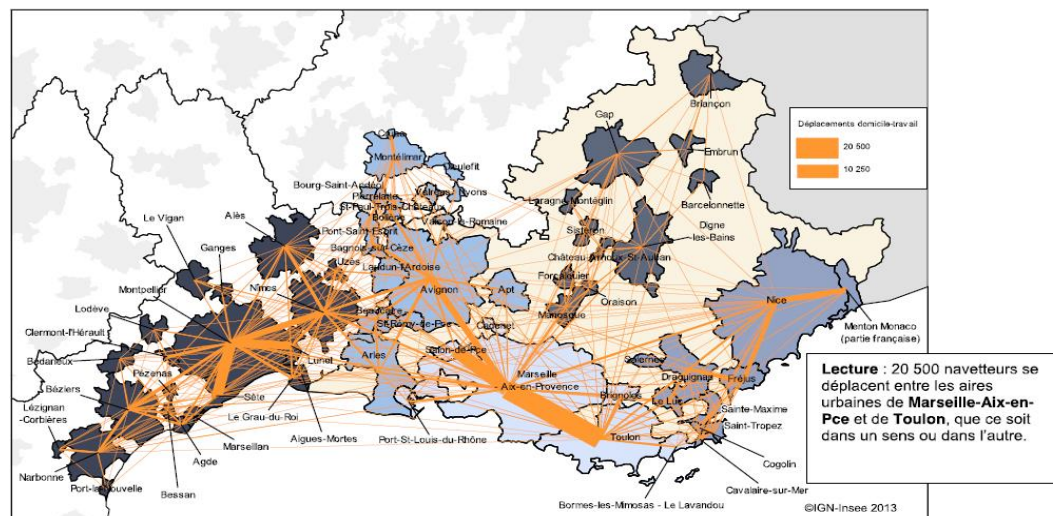 Briançon
Gap
Déplacements domicile-travail
20 500
10 250
Embrun
Montélimar
Dieulefit
Bourg-Saint-Andéol
Pierrelatte
Valréas
Nyons
Barcelonnette
Laragne-Montéglin
St-Paul-Trois-Châteaux
Le Vigan
Alès
Bollène
Vaison-la-Romaine
Digne
les-Bains
Sisteron
Pont-Saint-Esprit
Ganges
Bagnols-sur-Cèze
Château-Arnoux-St-Auban
Uzès
Laudun-l'Ardoise
Forcalquier
Montpellier
Nîmes
Avignon
Apt
Oraison
Nice
Lodève
Beaucaire
Manosque
Menton Monaco
(partie française)
St-Rémy-de-Pce
Cadenet
Clermont-l'Hérault
Salon-de-Pce
Bédarieux
Arles
Lunel
Salernes
Pézenas
Marseille
- Aix-en-Provence
Draguignan
Fréjus
Béziers
Sète
Brignoles
Le Luc
Lézignan
-Corbières
Le Grau-du-Roi
Sainte-Maxime
Saint-Tropez
Toulon
Aigues-Mortes
Port-St-Louis-du-Rhône
Marseillan
Agde
Cogolin
Narbonne
Port-la-Nouvelle
Cavalaire-sur-Mer
Bessan
Bormes-les-Mimosas - Le Lavandou
©IGN-Insee 2013
Lecture : 20 500 navetteurs se
déplacent entre les aires
urbaines de Marseille-Aix-en-
Pce et de Toulon, que ce soit
dans un sens ou dans l'autre.